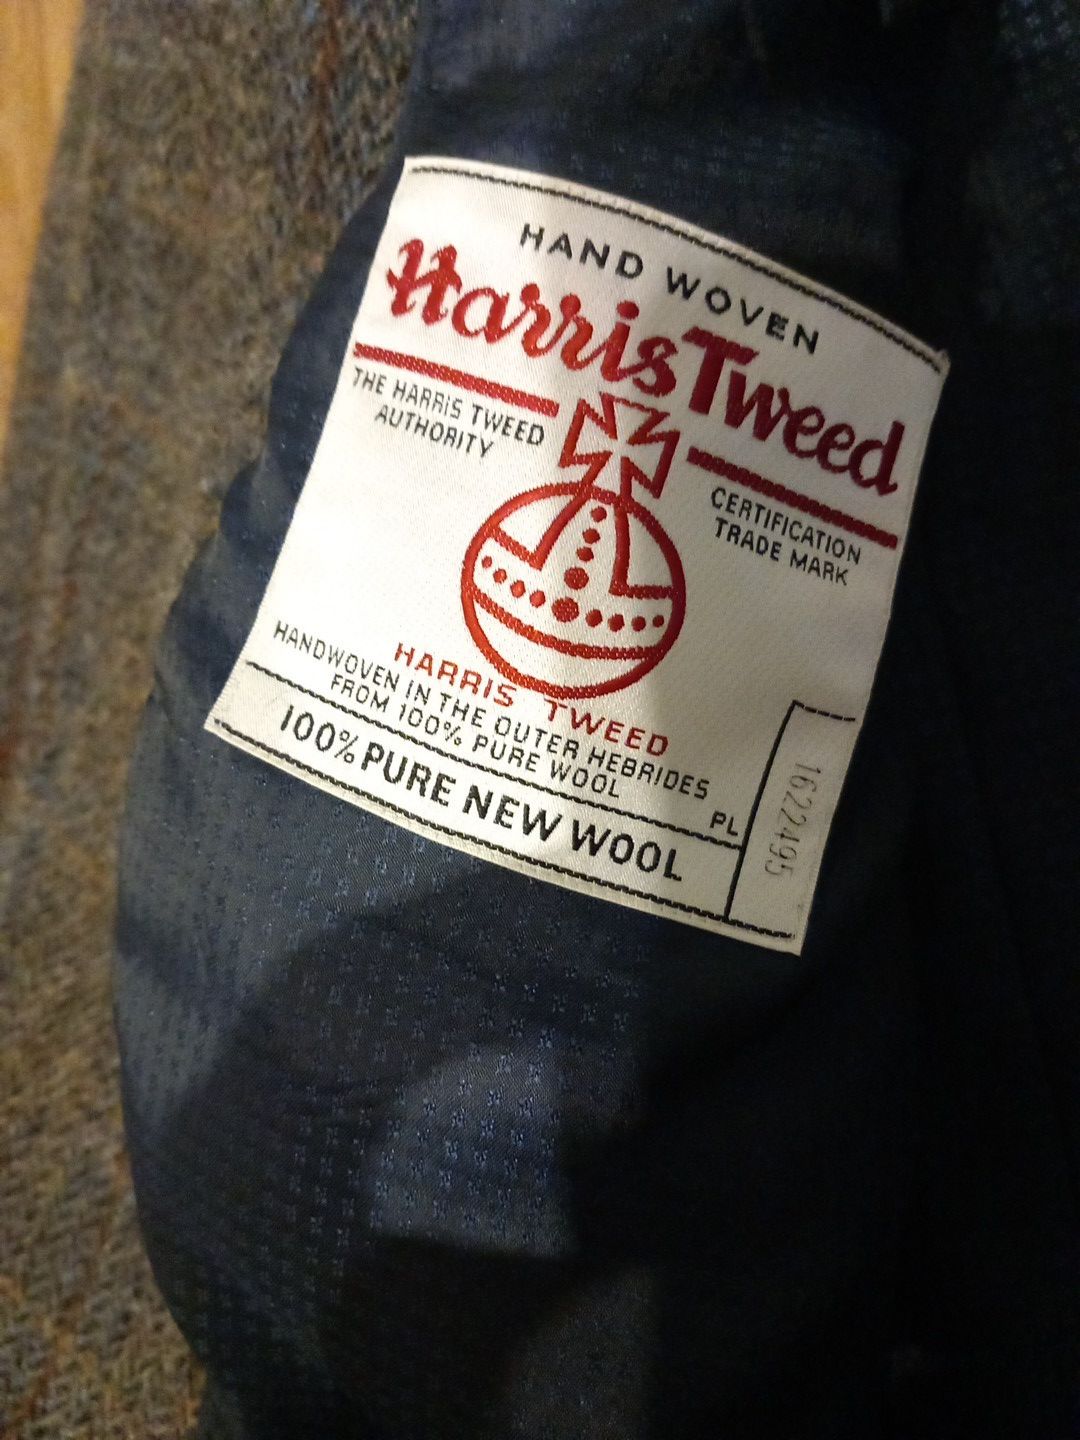 HAND WOVEN
Harris Tweed
THE HARRIS TWEED
AUTHORITY
CERTIFICATION
TRADE MARK
HARRIS TWEED
HANDWOVEN IN THE OUTER HEBRIDES
FROM 100% PURE WOOL
PL
100% PURE NEW WOOL
1622495